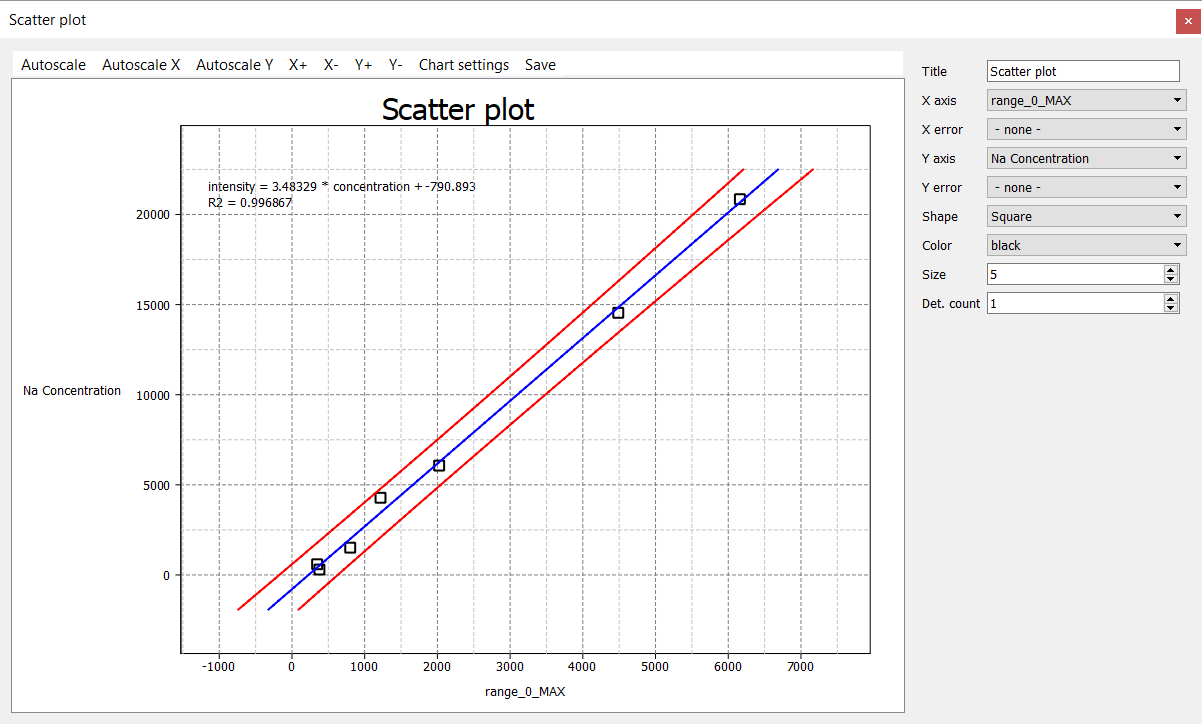 Scatter plot
Autoscale Autoscale X Autoscale Y X+ X- Y+ Y- Chart settings Save
Scatter plot
intensity = 3.48329 * concentration + -790.893
R2 = 0.996867
20000
15000
Na Concentration 10000
5000
0
-1000 0 1000 2000 3000 4000 5000 6000 7000
range_0_MAX
Title Scatter plot
X axis range_0_MAX
X error - none -
Y axis Na Concentration
Y error - none -
Shape Square
Color black
Size 5
Det. count 1